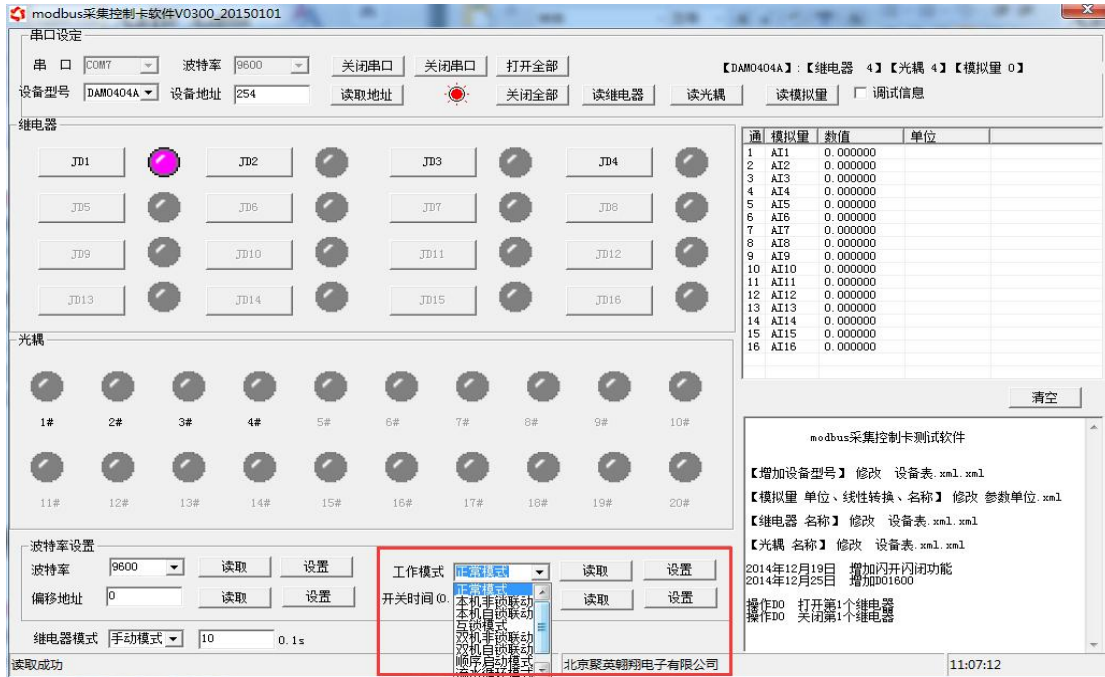 modbus采集控制卡软件V0300_20150101
串口设定
串 口 COM7 波特率 9600 关闭串口 关闭串口 打开全部 【DAM0404A】:【继电器 4】【光耦 4】【模拟量 0】
设备型号 DAM0404A 设备地址 254 读取地址 关闭全部 读继电器 读光耦 读模拟量 调试信息
继电器
JD1 JD2 JD3 JD4
JD5 JD6 JD7 JD8
JD9 JD10 JD11 JD12
JD13 JD14 JD15 JD16
通 模拟量 数值 单位
1 AI1 0.000000
2 AI2 0.000000
3 AI3 0.000000
4 AI4 0.000000
5 AI5 0.000000
6 AI6 0.000000
7 AI7 0.000000
8 AI8 0.000000
9 AI9 0.000000
10 AI10 0.000000
11 AI11 0.000000
12 AI12 0.000000
13 AI13 0.000000
14 AI14 0.000000
15 AI15 0.000000
16 AI16 0.000000
清空
光耦
1# 2# 3# 4# 5# 6# 7# 8# 9# 10#
11# 12# 13# 14# 15# 16# 17# 18# 19# 20#
modbus采集控制卡测试软件
【增加设备型号】 修改 设备表.xml.xml
【模拟量 单位、线性转换、名称】 修改 参数单位.xml
【继电器 名称】 修改 设备表.xml.xml
【光耦 名称】 修改 设备表.xml.xml
2014年12月19日 增加闪开闪闭功能
2014年12月25日 增加DO1600
操作DO 打开第1个继电器
操作DO 关闭第1个继电器
波特率设置
波特率 9600 读取 设置
偏移地址 0 读取 设置
继电器模式 手动模式 10 0.1s
工作模式 正常模式 读取 设置
开关时间(0. 读取 设置
正常模式
本机非锁联动
本机自锁联动
互锁模式
双机非锁联动
双机自锁联动
顺序启动模式
流水循环模式
读取成功 北京聚英翱翔电子有限公司 11:07:12